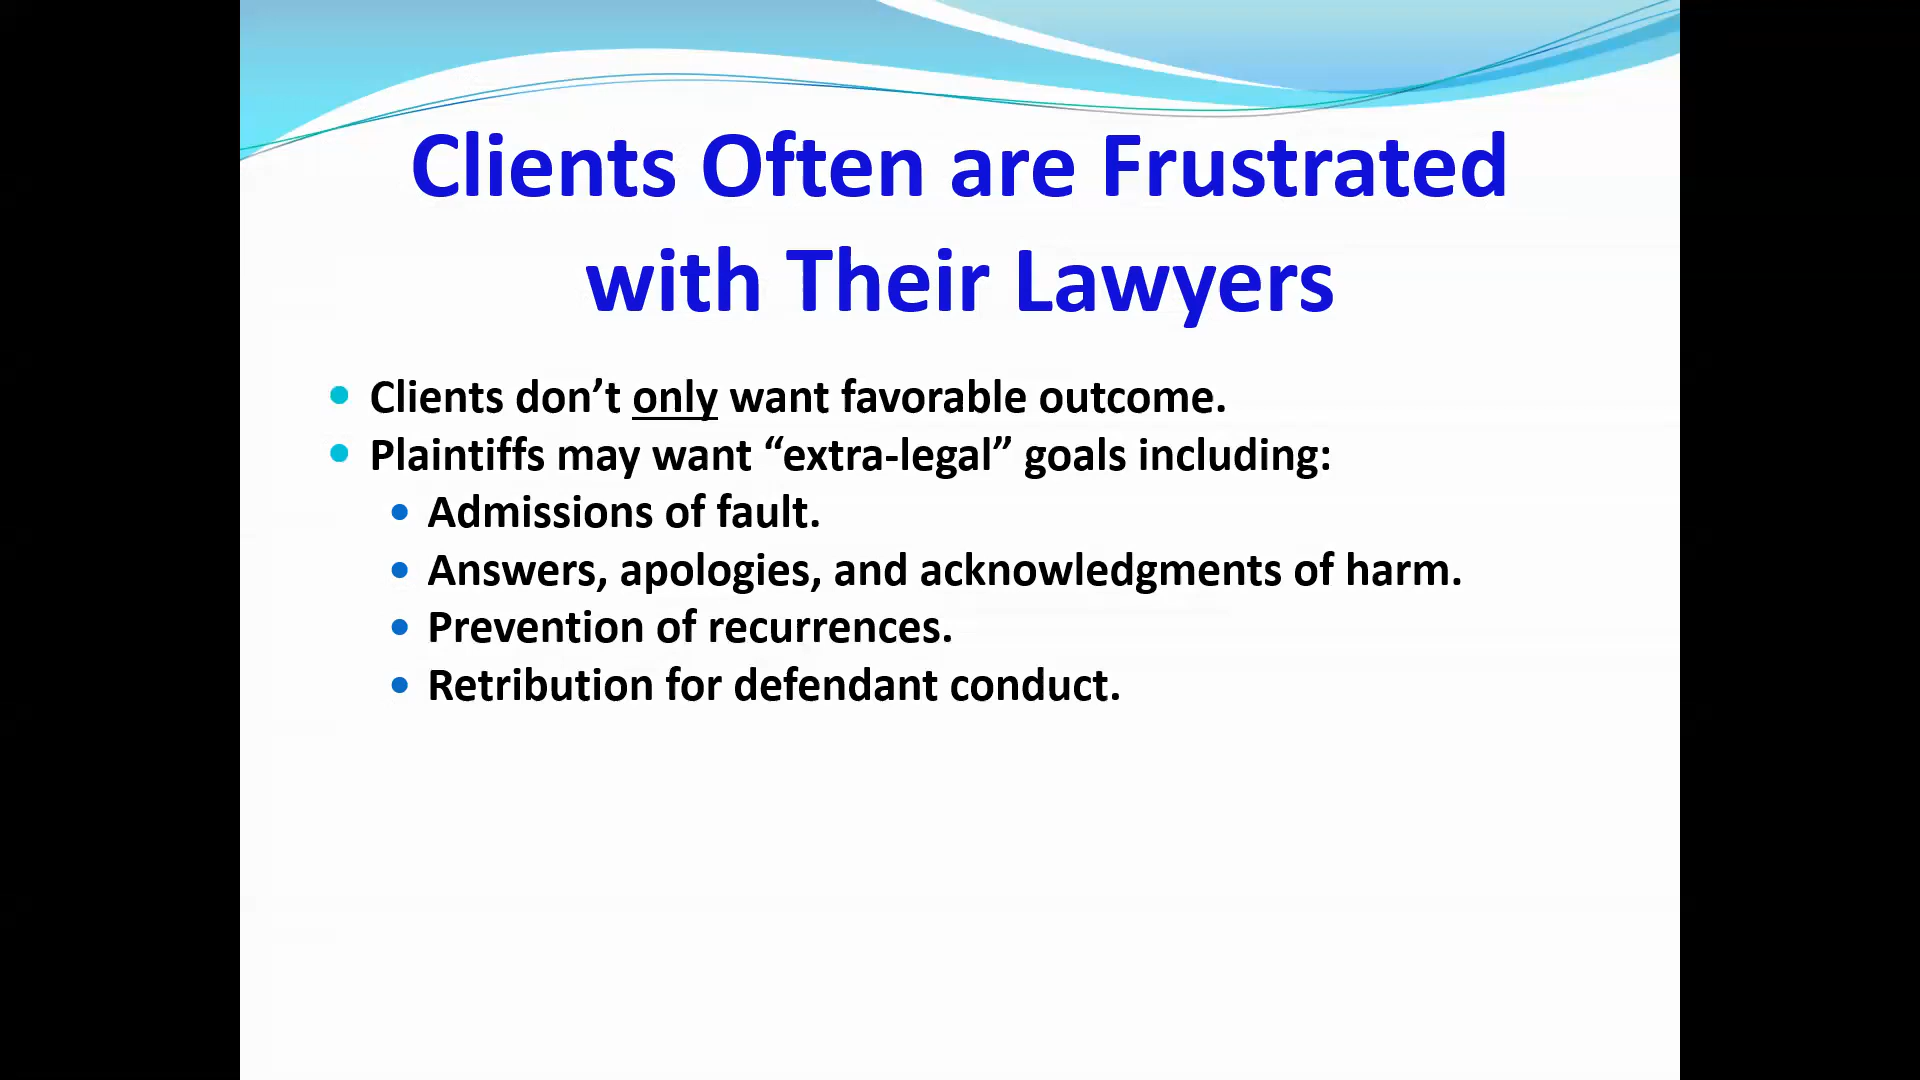 Clients Often are Frustrated
with Their Lawyers
Clients don’t only want favorable outcome.
Plaintiffs may want “extra-legal” goals including:
Admissions of fault.
Answers, apologies, and acknowledgments of harm.
Prevention of recurrences.
Retribution for defendant conduct.